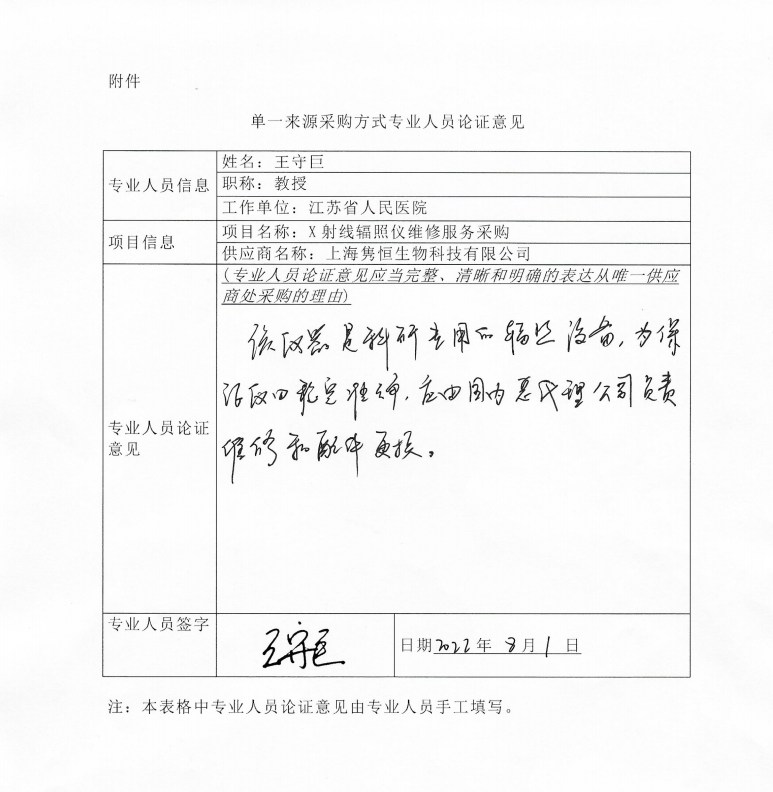 附件
单一来源采购方式专业人员论证意见
专业人员信息
姓名：王守巨
职称：教授
工作单位：江苏省人民医院
项目信息
项目名称：X 射线辐照仪维修服务采购
供应商名称：上海隽恒生物科技有限公司
专业人员论证
意见
(专业人员论证意见应当完整、清晰和明确的表达从唯一供应
商处采购的理由)
该仪器是科研专用的辐照设备，为保
证仪口稳定准确，应由国内总代理公司负责
维修和配件更换。
专业人员签字
王守巨
日期2022年 8月1 日
注：本表格中专业人员论证意见由专业人员手工填写。